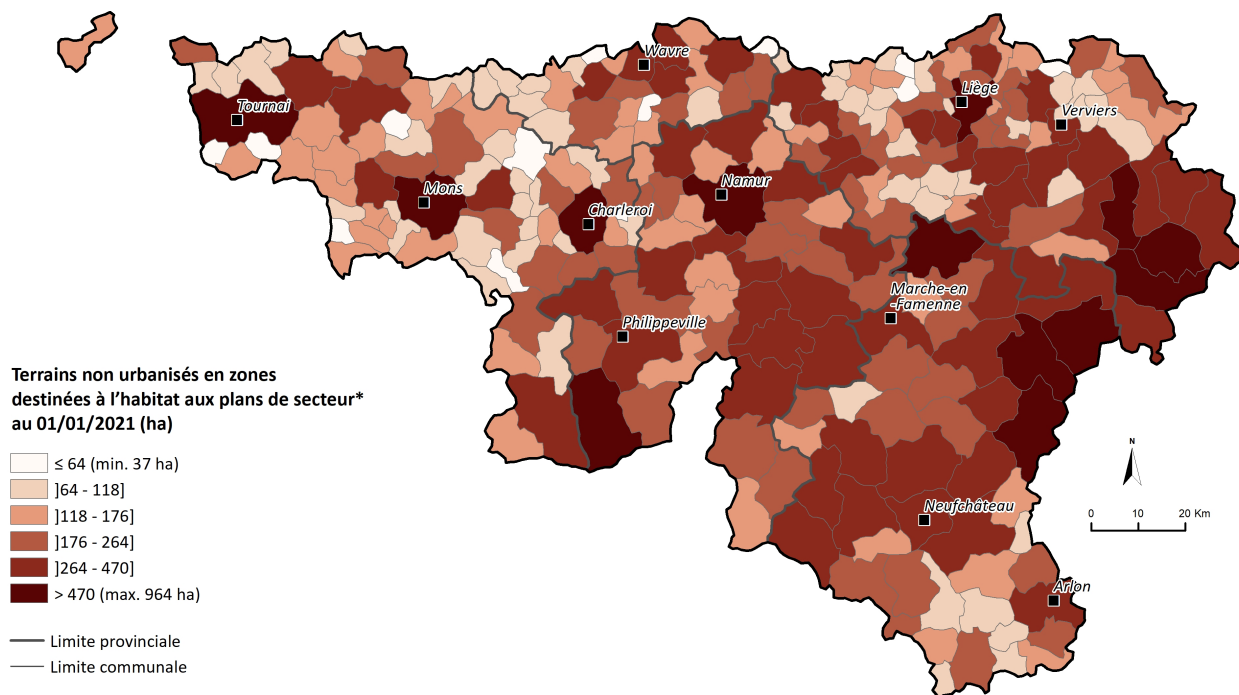 Wavre
Tournai
Liège
Verviers
Mons
Namur
Charleroi
Marche-en
-Famenne
Philippeville
Neufchâteau
Arlon
Terrains non urbanisés en zones
destinées à l'habitat aux plans de secteur*
au 01/01/2021 (ha)
≤ 64 (min. 37 ha)
]64 - 118]
]118 - 176]
]176 - 264]
]264 - 470]
> 470 (max. 964 ha)
Limite provinciale
Limite communale
N
0 10 20 Km